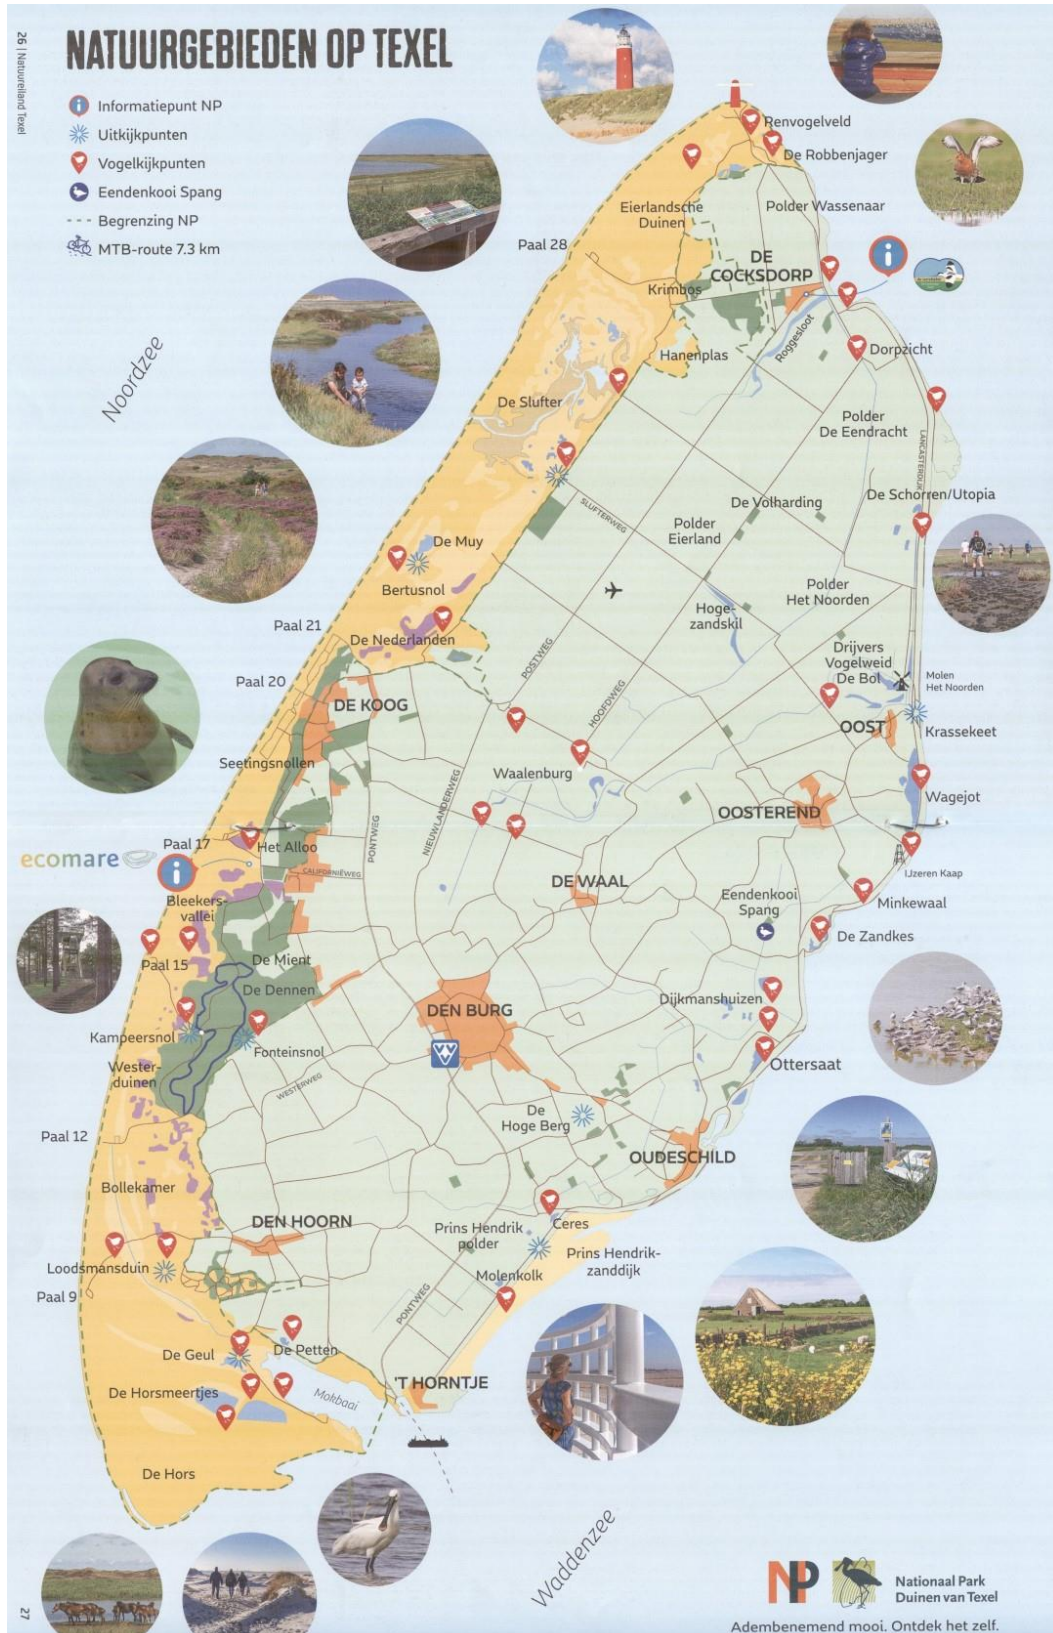 26 | Natuureiland Texel
NATUURGEBIEDEN OP TEXEL
Informatiepunt NP
Uitkijkpunten
Vogelkijkpunten
Eendenkooi Spang
Begrenzing NP
MTB-route 7.3 km
Renvogelveld
De Robbenjager
Eierlandsche
Duinen
Polder Wassenaar
Paal 28
DE
COCKSDORP
Krimbos
Roggesloot
Noordzee
Hanenplas
Dorpzicht
De Slufter
Polder
De Eendracht
LANCASTERDIJK
De Volharding
De Schorren/Utopia
SLUFTERWEG
Polder
Eierland
De Muy
Bertusnol
Polder
Het Noorden
Hoge-
zandskil
Paal 21
De Nederlanden
POSTWEG
Drijvers
Vogelweid
De Bol
Molen
Het Noorden
Paal 20
DE KOOG
HOOFDWEG
OOST
Krassekeet
Seetingsnollen
Waalenburg
Wagejot
NIEUWLANDERWEG
OOSTEREND
PONTWEG
Paal 17
Het Alloo
ecomare
CALIFORNIËWEG
IJzeren Kaap
DE WAAL
Bleekers-
vallei
Eendenkooi
Spang
Minkewaal
De Zandkes
Paal 15
De Mient
De Dennen
Dijkmanshuizen
DEN BURG
Kampeersnol
Fonteinsnol
Ottersaat
Wester-
duinen
WESTERWEG
De
Hoge Berg
Paal 12
OUDESCHILD
Bollekamer
DEN HOORN
Prins Hendrik
polder
Ceres
Prins Hendrik-
zanddijk
Loodsmansduin
Molenkolk
Paal 9
PONTWEG
De Geul
De Petten
De Horsmeertjes
Mokbaai
'T HORNTJE
De Hors
Waddenzee
NP
Nationaal Park
Duinen van Texel
Adembenemend mooi. Ontdek het zelf.
27